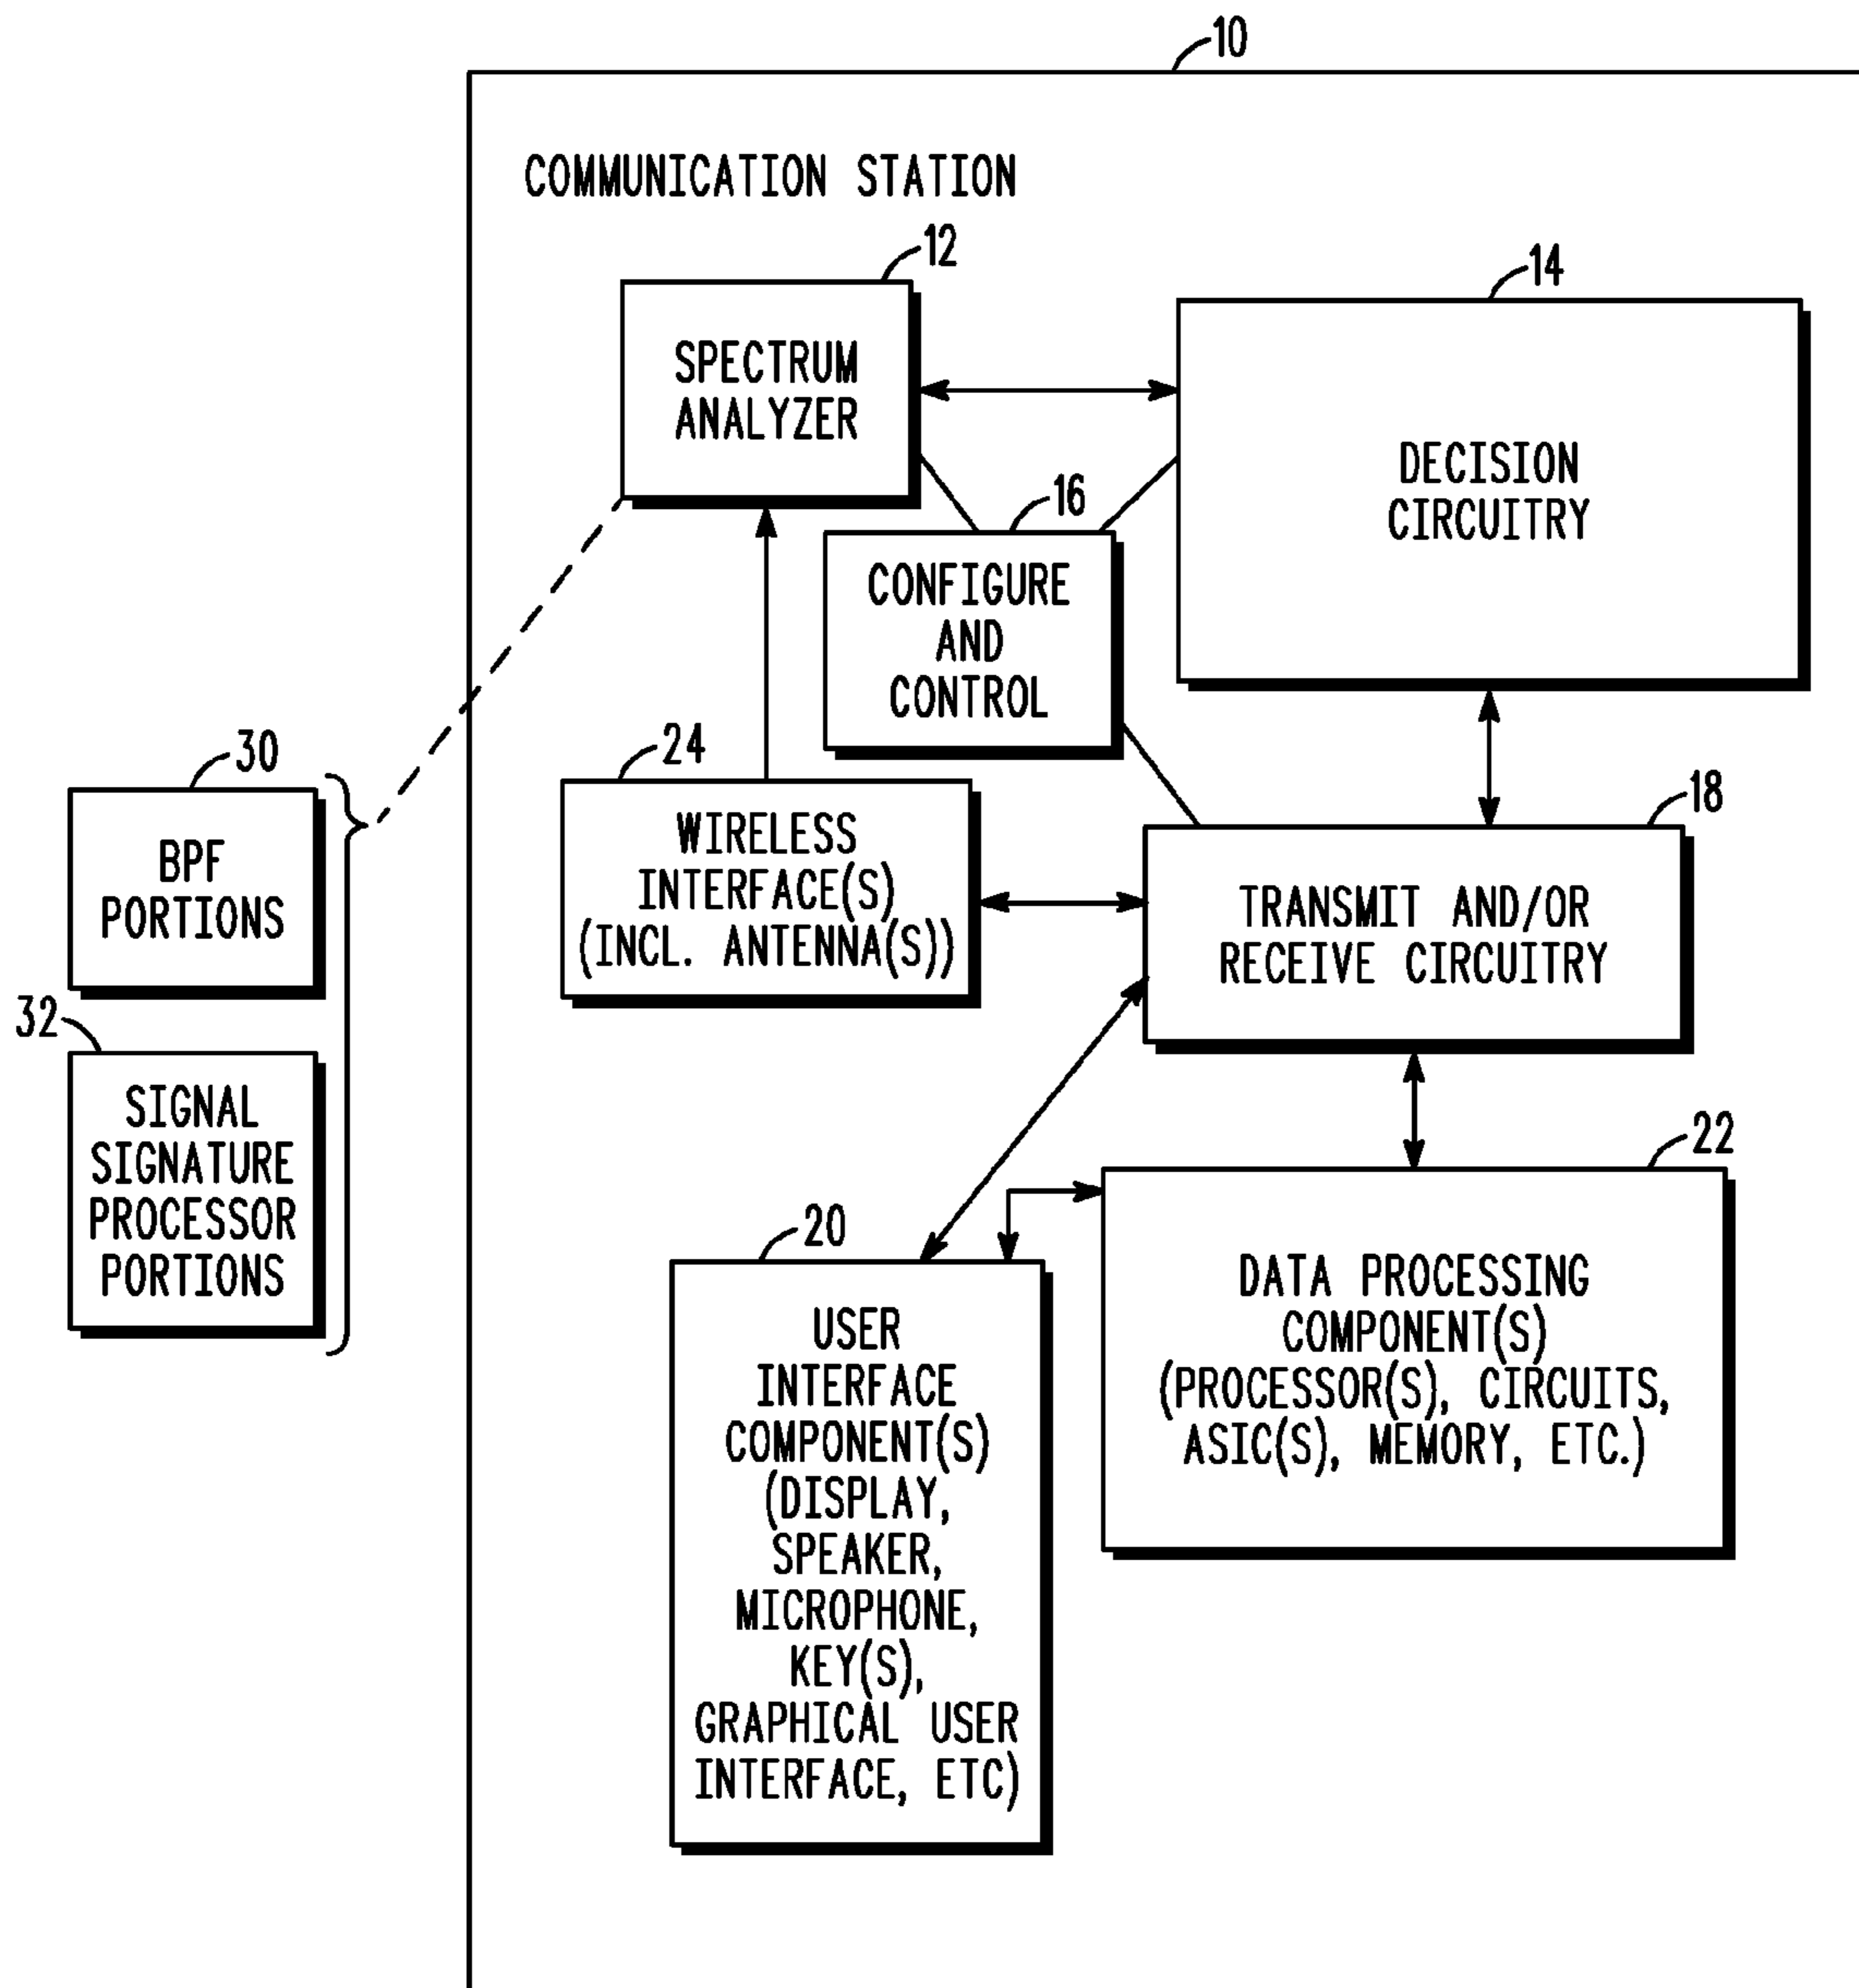 10
COMMUNICATION STATION
12
SPECTRUM
ANALYZER
14
DECISION
CIRCUITRY
16
CONFIGURE
AND
CONTROL
24
WIRELESS
INTERFACE(S)
(INCL. ANTENNA(S))
18
TRANSMIT AND/OR
RECEIVE CIRCUITRY
30
BPF
PORTIONS
32
SIGNAL
SIGNATURE
PROCESSOR
PORTIONS
20
USER
INTERFACE
COMPONENT(S)
(DISPLAY,
SPEAKER,
MICROPHONE,
KEY(S),
GRAPHICAL USER
INTERFACE, ETC)
22
DATA PROCESSING
COMPONENT(S)
(PROCESSOR(S), CIRCUITS,
ASIC(S), MEMORY, ETC.)